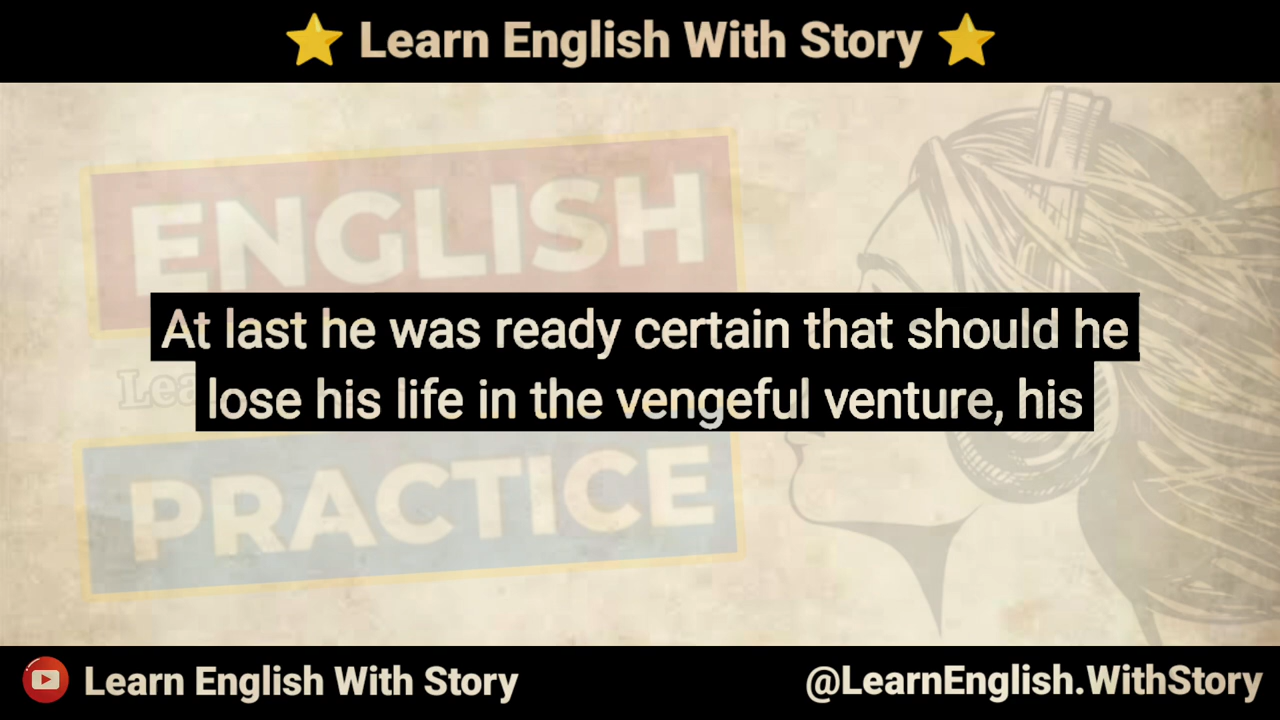 ⭐ Learn English With Story ⭐
ENGLISH
At last he was ready certain that should he
lose his life in the vengeful venture, his
PRACTICE
Learn English With Story
@LearnEnglish.WithStory